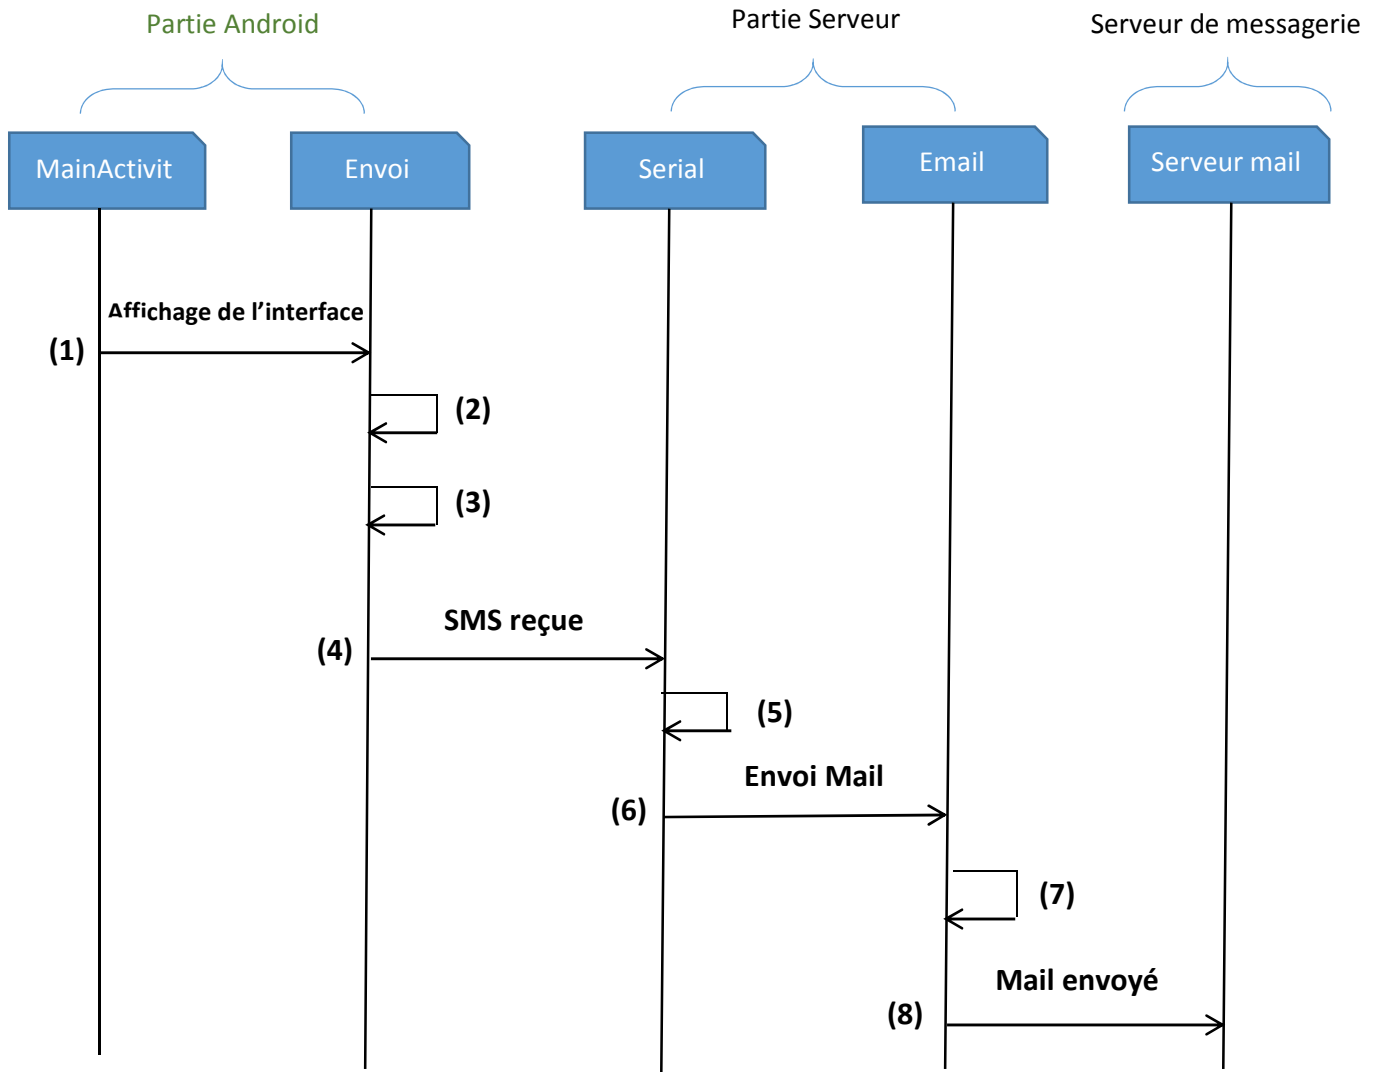 Partie Android
Partie Serveur
Serveur de messagerie
MainActivit
Envoi
Serial
Email
Serveur mail
Affichage de l’interface
(1)
(2)
(3)
SMS reçue
(4)
(5)
Envoi Mail
(6)
(7)
Mail envoyé
(8)